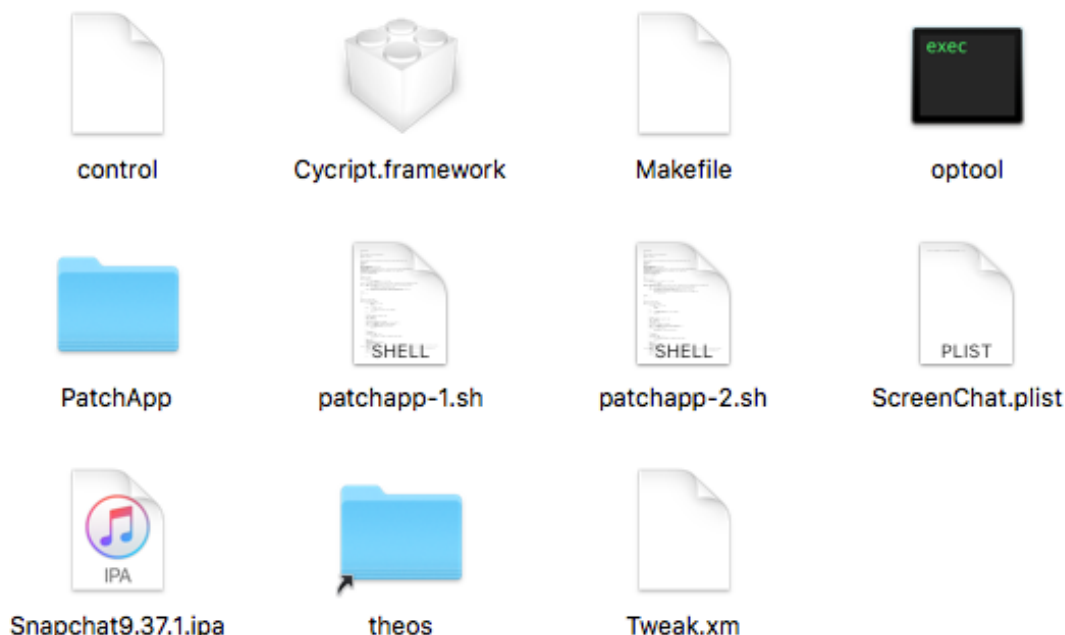 exec
control
Cycript.framework
Makefile
optool
SHELL
SHELL
PLIST
PatchApp
patchapp-1.sh
patchapp-2.sh
ScreenChat.plist
IPA
Snapchat9.37.1.ipa
theos
Tweak.xm